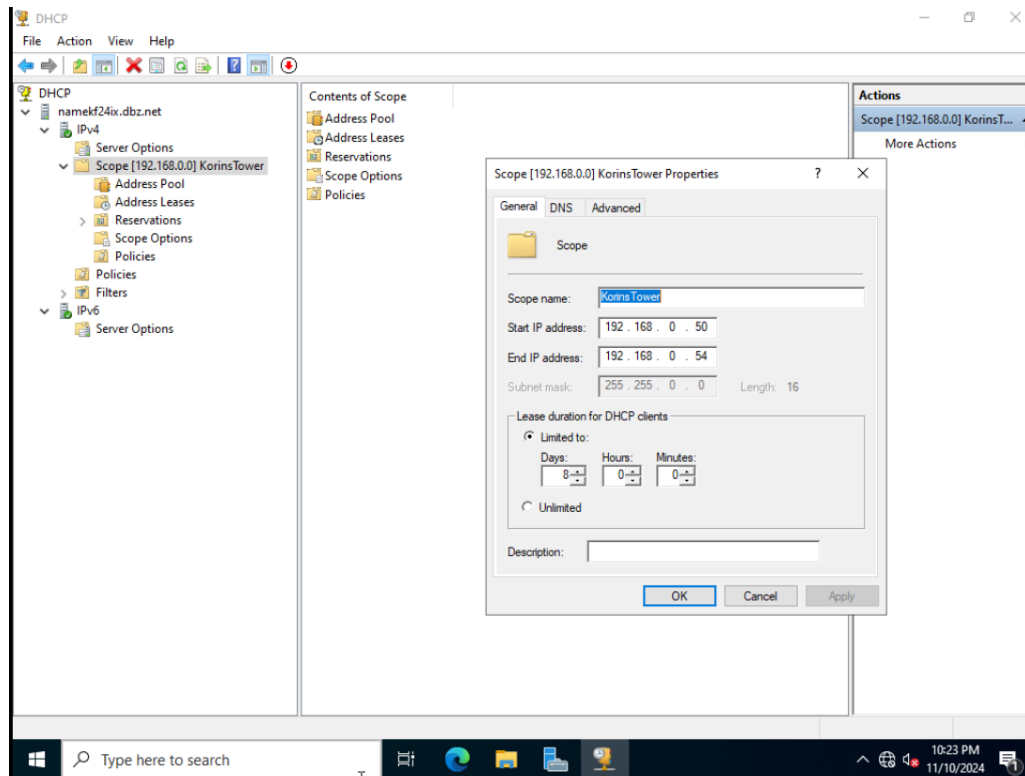 DHCP
File Action View Help
DHCP
namekf24ix.dbz.net
IPv4
Server Options
Scope [192.168.0.0] KorinsTower
Address Pool
Address Leases
Reservations
Scope Options
Policies
Policies
Filters
IPv6
Server Options
Contents of Scope
Address Pool
Address Leases
Reservations
Scope Options
Policies
Actions
Scope [192.168.0.0] KorinsT...
More Actions
Scope [192.168.0.0] KorinsTower Properties ? ×
General DNS Advanced
Scope
Scope name: KorinsTower
Start IP address: 192 . 168 . 0 . 50
End IP address: 192 . 168 . 0 . 54
Subnet mask: 255 . 255 . 0 . 0 Length: 16
Lease duration for DHCP clients
Limited to:
Days: Hours: Minutes:
8 0 0
Unlimited
Description:
OK Cancel Apply
Type here to search
10:23 PM
11/10/2024
1